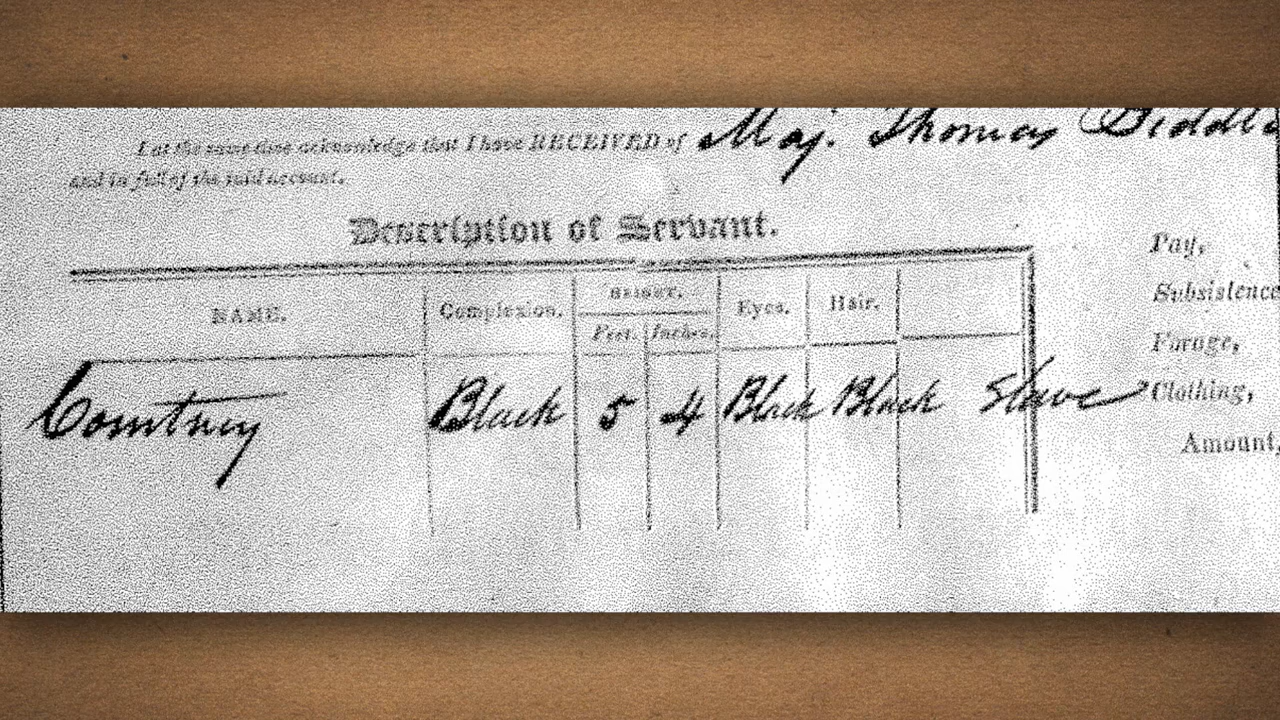 I at the same time acknowledge that I have RECEIVED of Maj. Thomas Biddle
and in full of the said account.
Description of Servant.
NAME. Complexion. HEIGHT. Eyes. Hair.
Feet. Inches.
Courtney Black 5 4 Black Black Slave
Pay,
Subsistence
Forage,
Clothing,
Amount,